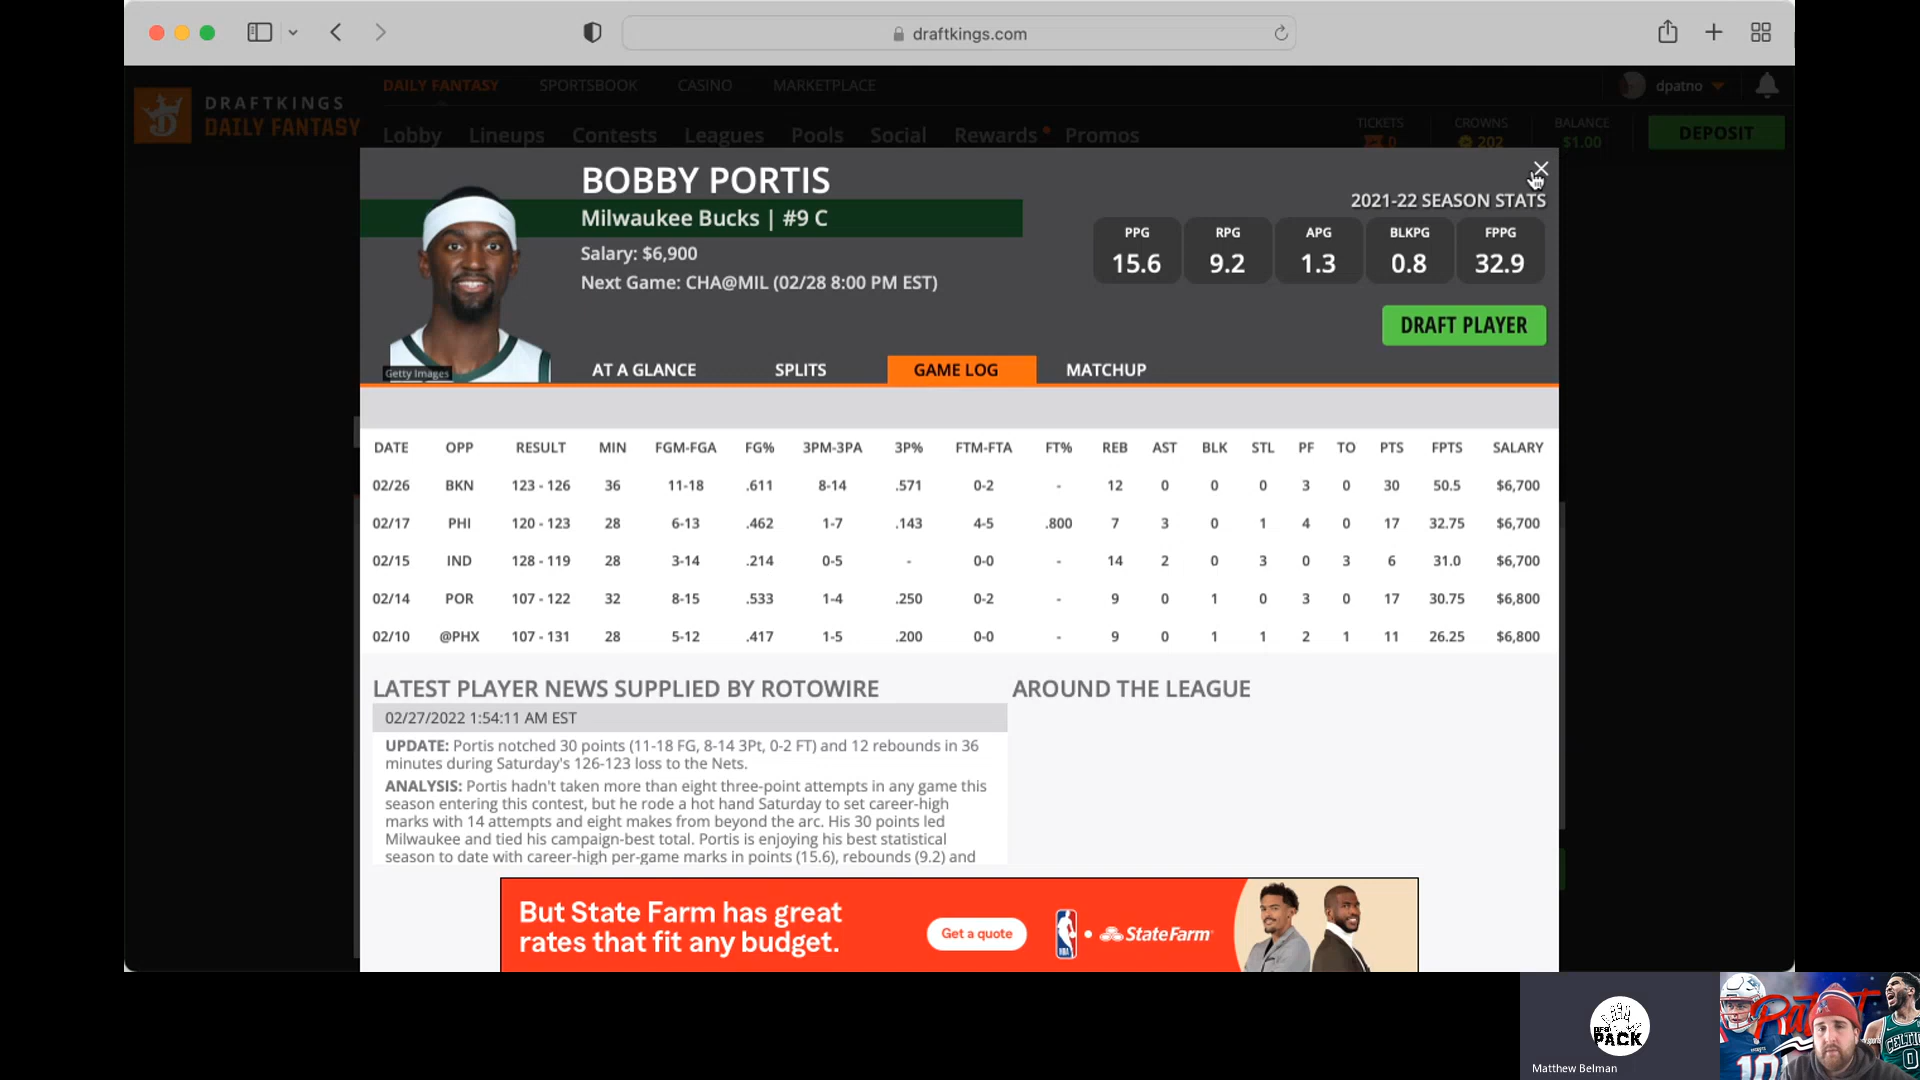 draftkings.com
DRAFTKINGS
DAILY FANTASY
DAILY FANTASY SPORTSBOOK CASINO MARKETPLACE
dpatno
Lobby Lineups Contests Leagues Pools Social Rewards Promos
TICKETS CROWNS BALANCE
0 202 $1.00
DEPOSIT
BOBBY PORTIS
Milwaukee Bucks | #9 C
Salary: $6,900
Next Game: CHA@MIL (02/28 8:00 PM EST)
2021-22 SEASON STATS
PPG RPG APG BLKPG FPPG
15.6 9.2 1.3 0.8 32.9
DRAFT PLAYER
Getty Images
AT A GLANCE SPLITS GAME LOG MATCHUP
DATE OPP RESULT MIN FGM-FGA FG% 3PM-3PA 3P% FTM-FTA FT% REB AST BLK STL PF TO PTS FPTS SALARY
02/26 BKN 123 - 126 36 11-18 .611 8-14 .571 0-2 - 12 0 0 0 3 0 30 50.5 $6,700
02/17 PHI 120 - 123 28 6-13 .462 1-7 .143 4-5 .800 7 3 0 1 4 0 17 32.75 $6,700
02/15 IND 128 - 119 28 3-14 .214 0-5 - 0-0 - 14 2 0 3 0 3 6 31.0 $6,700
02/14 POR 107 - 122 32 8-15 .533 1-4 .250 0-2 - 9 0 1 0 3 0 17 30.75 $6,800
02/10 @PHX 107 - 131 28 5-12 .417 1-5 .200 0-0 - 9 0 1 1 2 1 11 26.25 $6,800
LATEST PLAYER NEWS SUPPLIED BY ROTOWIRE
AROUND THE LEAGUE
02/27/2022 1:54:11 AM EST
UPDATE: Portis notched 30 points (11-18 FG, 8-14 3Pt, 0-2 FT) and 12 rebounds in 36
minutes during Saturday's 126-123 loss to the Nets.
ANALYSIS: Portis hadn't taken more than eight three-point attempts in any game this
season entering this contest, but he rode a hot hand Saturday to set career-high
marks with 14 attempts and eight makes from beyond the arc. His 30 points led
Milwaukee and tied his campaign-best total. Portis is enjoying his best statistical
season to date with career-high per-game marks in points (15.6), rebounds (9.2) and
But State Farm has great
rates that fit any budget.
Get a quote
NBA
State Farm
PACK
Matthew Belman